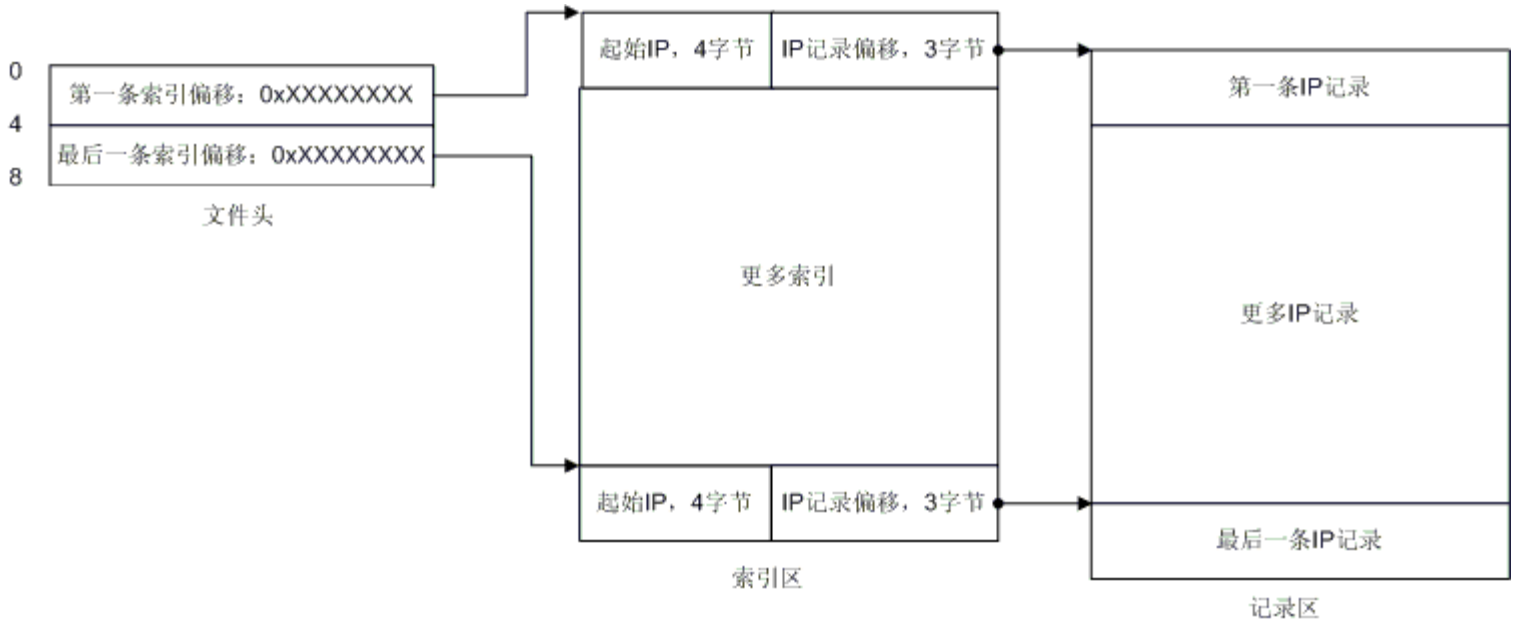 0
第一条索引偏移：0xXXXXXXXX
4
最后一条索引偏移：0xXXXXXXXX
8
文件头
起始IP，4字节
IP记录偏移，3字节
更多索引
起始IP，4字节
IP记录偏移，3字节
索引区
第一条IP记录
更多IP记录
最后一条IP记录
记录区